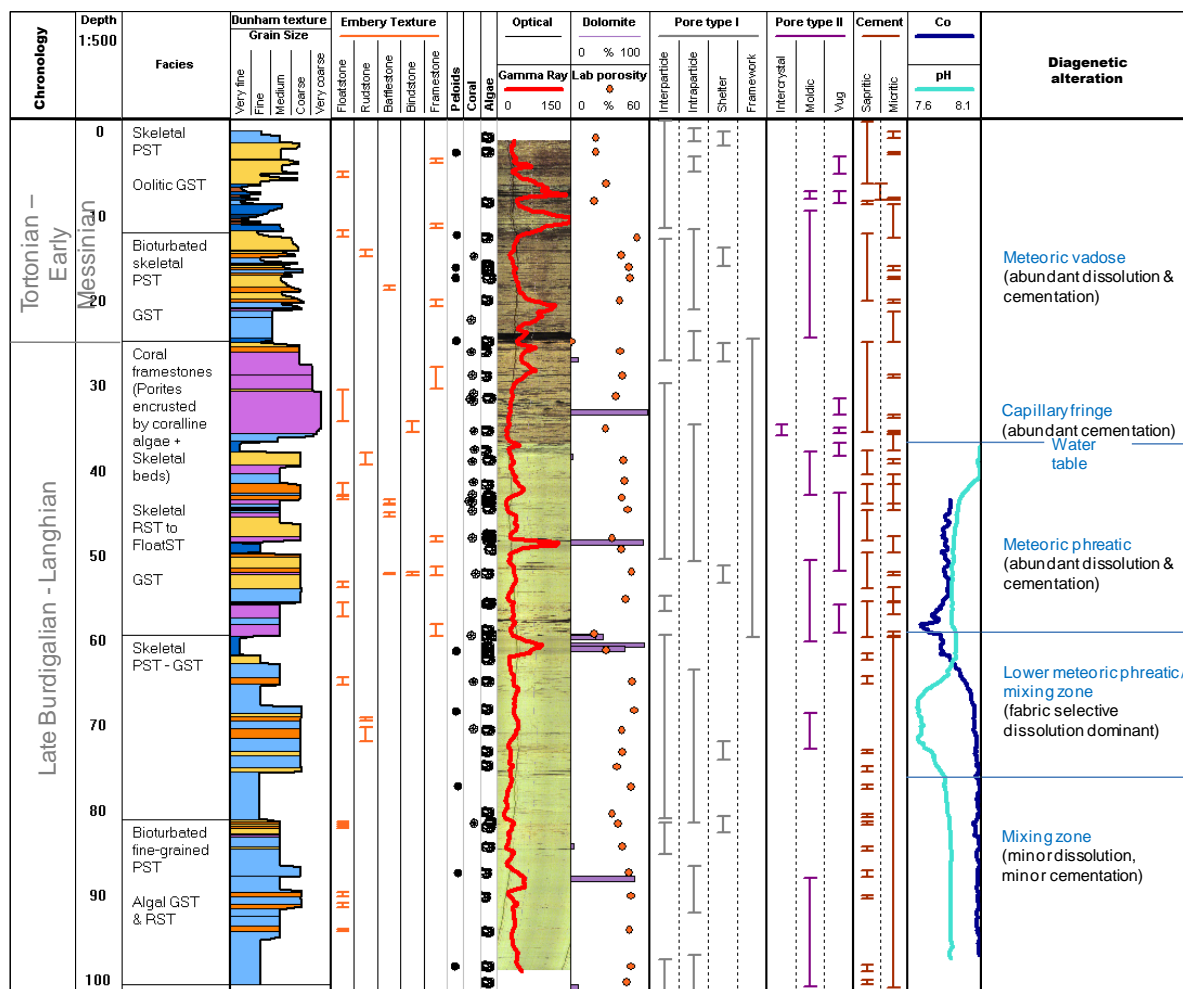 Chronology
Depth
1:500
Facies
Dunham texture
Grain Size
Very fine
Fine
Medium
Coarse
Very coarse
Embery Texture
Floatstone
Rudstone
Bafflestone
Bindstone
Framestone
Peloids
Coral
Algae
Optical
Gamma Ray
0 150
Dolomite
0 % 100
Lab porosity
0 % 60
Pore type I
Interparticle
Intraparticle
Shelter
Framework
Pore type II
Intercrystal
Moldic
Vug
Cement
Sapritic
Micritic
Co
pH
7.6 8.1
Diagenetic
alteration
Tortonian –
Early
Messinian
Late Burdigalian - Langhian
0
10
20
30
40
50
60
70
80
90
100
Skeletal
PST
Oolitic GST
Bioturbated
skeletal
PST
GST
Coral
framestones
(Porites
encrusted
by coralline
algae +
Skeletal
beds)
Skeletal
RST to
FloatST
GST
Skeletal
PST - GST
Bioturbated
fine-grained
PST
Algal GST
& RST
Meteoric vadose
(abundant dissolution &
cementation)
Capillary fringe
(abundant cementation)
Water
table
Meteoric phreatic
(abundant dissolution &
cementation)
Lower meteoric phreatic/
mixing zone
(fabric selective
dissolution dominant)
Mixing zone
(minor dissolution,
minor cementation)